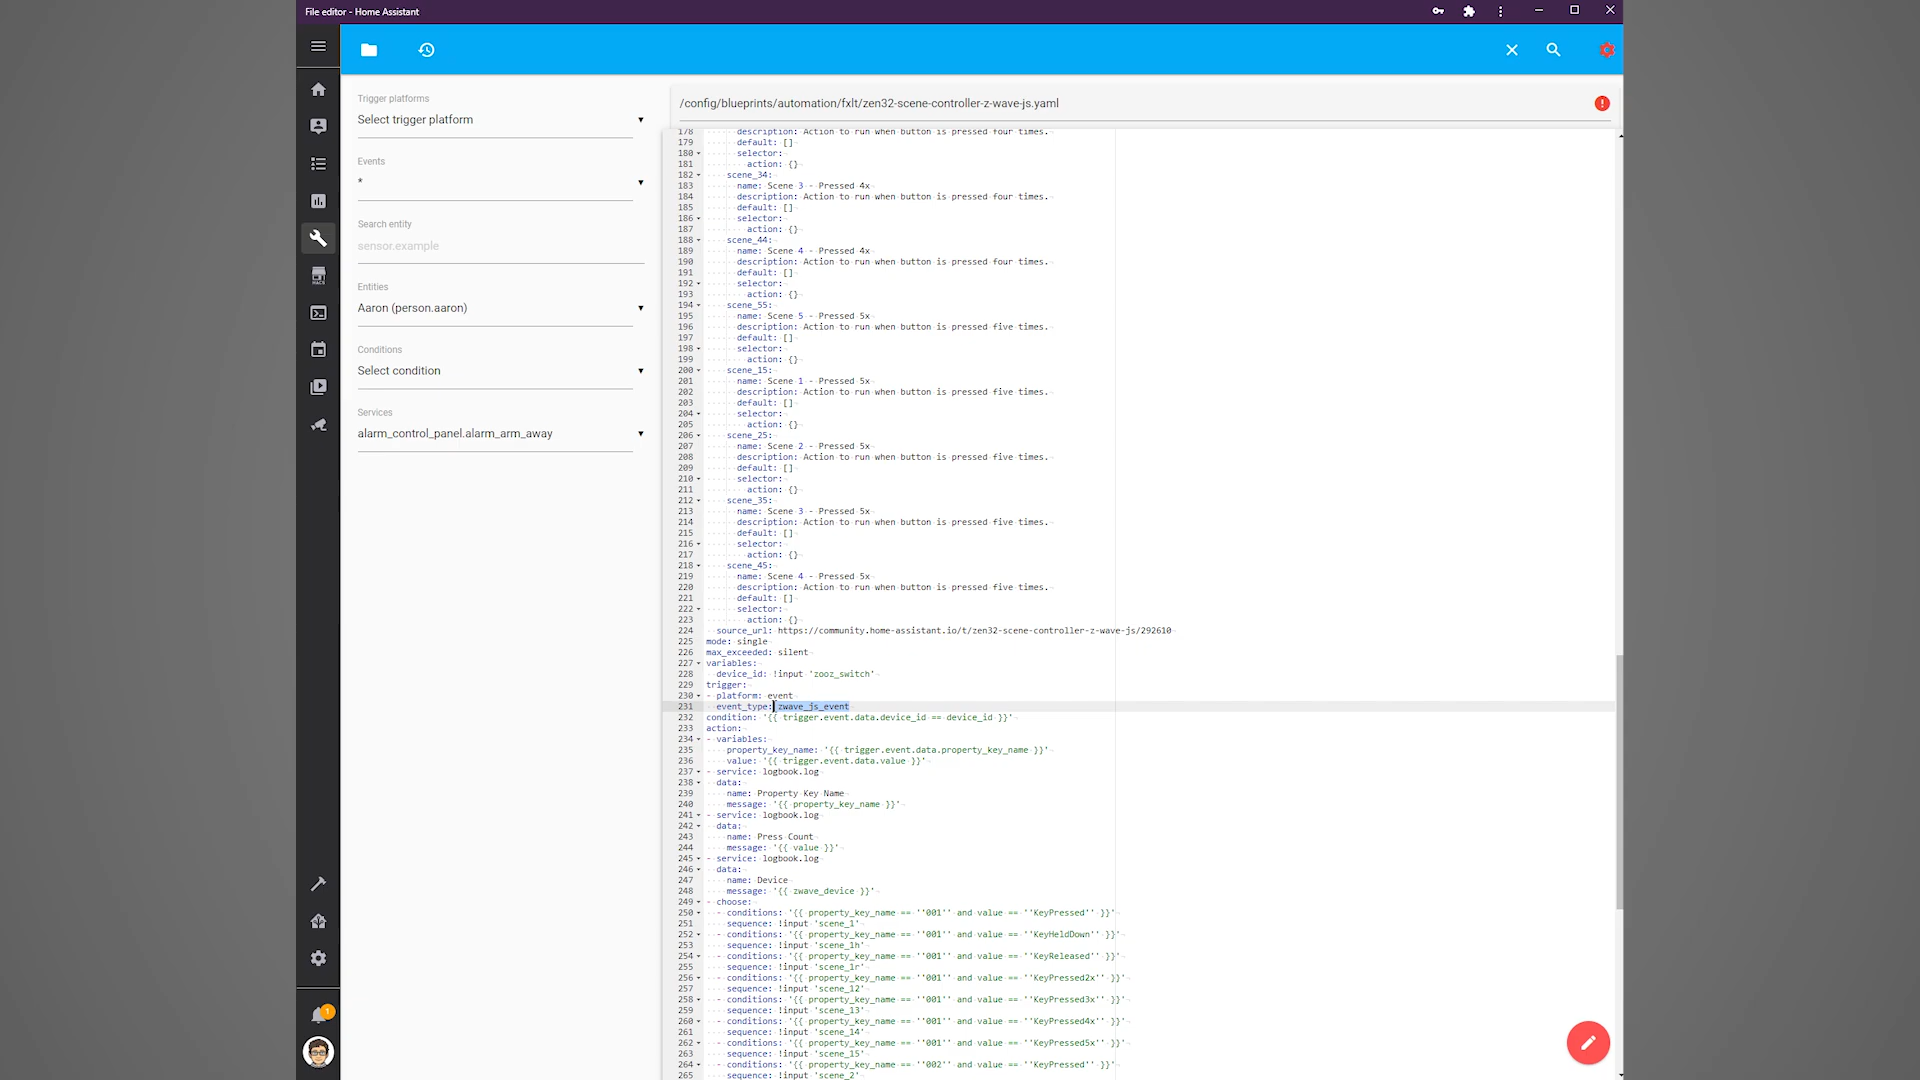 File editor - Home Assistant
Trigger platforms
Select trigger platform
Events
*
Search entity
sensor.example
Entities
Aaron (person.aaron)
Conditions
Select condition
Services
alarm_control_panel.alarm_arm_away
HACS
1
/config/blueprints/automation/fxlt/zen32-scene-controller-z-wave-js.yaml
178 description: Action to run when button is pressed four times.
179 default: []
180 selector:
181 action: {}
182 scene_34:
183 name: Scene 3 - Pressed 4x
184 description: Action to run when button is pressed four times.
185 default: []
186 selector:
187 action: {}
188 scene_44:
189 name: Scene 4 - Pressed 4x
190 description: Action to run when button is pressed four times.
191 default: []
192 selector:
193 action: {}
194 scene_55:
195 name: Scene 5 - Pressed 5x
196 description: Action to run when button is pressed five times.
197 default: []
198 selector:
199 action: {}
200 scene_15:
201 name: Scene 1 - Pressed 5x
202 description: Action to run when button is pressed five times.
203 default: []
204 selector:
205 action: {}
206 scene_25:
207 name: Scene 2 - Pressed 5x
208 description: Action to run when button is pressed five times.
209 default: []
210 selector:
211 action: {}
212 scene_35:
213 name: Scene 3 - Pressed 5x
214 description: Action to run when button is pressed five times.
215 default: []
216 selector:
217 action: {}
218 scene_45:
219 name: Scene 4 - Pressed 5x
220 description: Action to run when button is pressed five times.
221 default: []
222 selector:
223 action: {}
224 source_url: https://community.home-assistant.io/t/zen32-scene-controller-z-wave-js/292610
225 mode: single
226 max_exceeded: silent
227 variables:
228 device_id: !input 'zooz_switch'
229 trigger:
230 - platform: event
231 event_type: zwave_js_event
232 condition: '{{ trigger.event.data.device_id == device_id }}'
233 action:
234 - variables:
235 property_key_name: '{{ trigger.event.data.property_key_name }}'
236 value: '{{ trigger.event.data.value }}'
237 - service: logbook.log
238 data:
239 name: Property Key Name
240 message: '{{ property_key_name }}'
241 - service: logbook.log
242 data:
243 name: Press Count
244 message: '{{ value }}'
245 - service: logbook.log
246 data:
247 name: Device
248 message: '{{ zwave_device }}'
249 - choose:
250 - conditions: '{{ property_key_name == ''001'' and value == ''KeyPressed'' }}'
251 sequence: !input 'scene_1'
252 - conditions: '{{ property_key_name == ''001'' and value == ''KeyHeldDown'' }}'
253 sequence: !input 'scene_1h'
254 - conditions: '{{ property_key_name == ''001'' and value == ''KeyReleased'' }}'
255 sequence: !input 'scene_1r'
256 - conditions: '{{ property_key_name == ''001'' and value == ''KeyPressed2x'' }}'
257 sequence: !input 'scene_12'
258 - conditions: '{{ property_key_name == ''001'' and value == ''KeyPressed3x'' }}'
259 sequence: !input 'scene_13'
260 - conditions: '{{ property_key_name == ''001'' and value == ''KeyPressed4x'' }}'
261 sequence: !input 'scene_14'
262 - conditions: '{{ property_key_name == ''001'' and value == ''KeyPressed5x'' }}'
263 sequence: !input 'scene_15'
264 - conditions: '{{ property_key_name == ''002'' and value == ''KeyPressed'' }}'
265 sequence: !input 'scene_2'